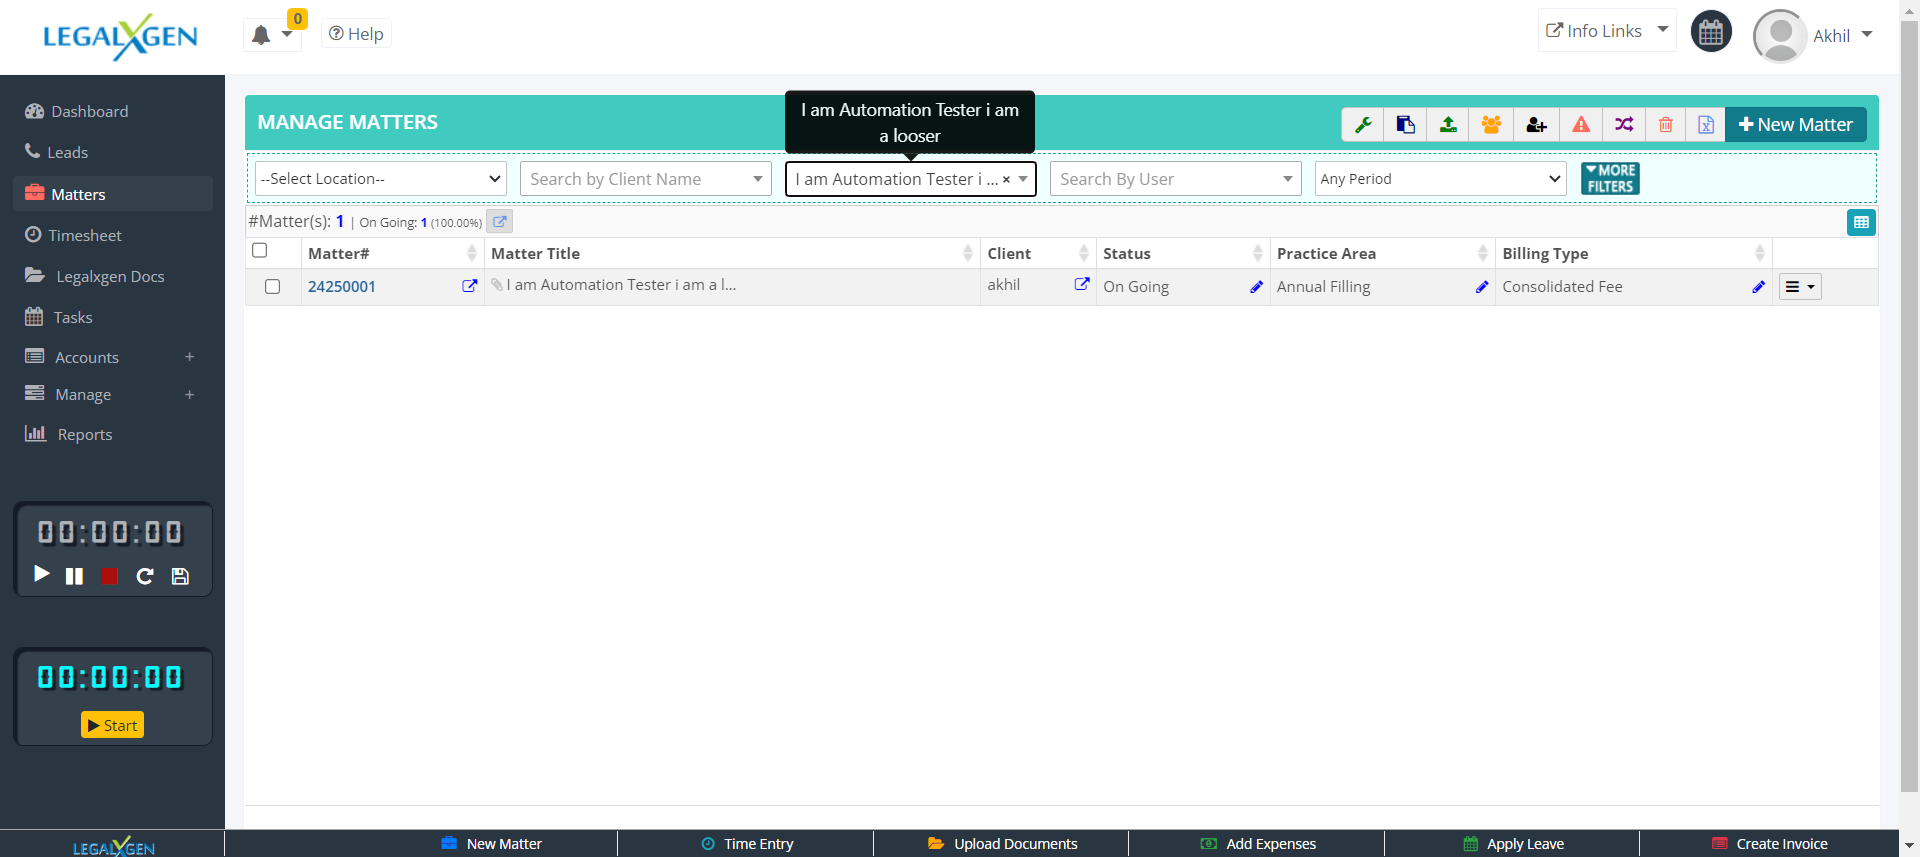 LEGALXGEN
0
Help
Info Links
Akhil
Dashboard
Leads
Matters
Timesheet
Legalxgen Docs
Tasks
Accounts +
Manage +
Reports
00:00:00
00:00:00
Start
MANAGE MATTERS
I am Automation Tester i am
a looser
New Matter
--Select Location--
Search by Client Name
I am Automation Tester i ... ×
Search By User
Any Period
MORE
FILTERS
#Matter(s): 1 | On Going: 1 (100.00%)
Matter# Matter Title Client Status Practice Area Billing Type
24250001 I am Automation Tester i am a l... akhil On Going Annual Filling Consolidated Fee
LEGALXGEN
New Matter
Time Entry
Upload Documents
Add Expenses
Apply Leave
Create Invoice